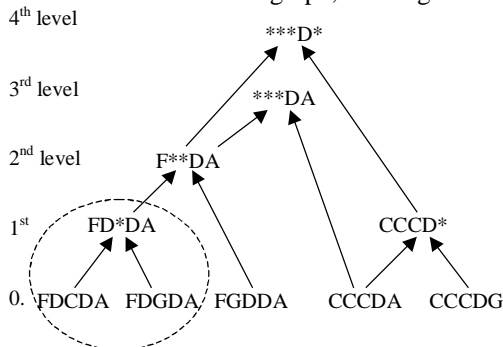 4th level
***D*
3rd level
***DA
2nd level
F**DA
1st
FD*DA
CCCD*
0. FDCDA FDGDA FGDDA CCCDA CCCDG